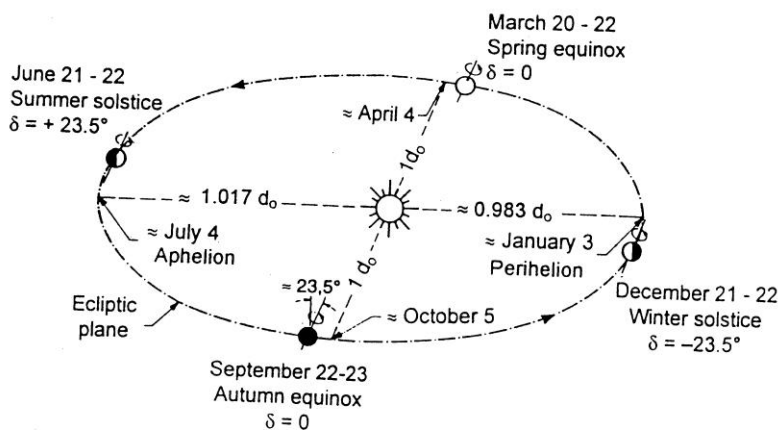 March 20 - 22
Spring equinox
δ = 0
June 21 - 22
Summer solstice
δ = + 23.5°
≈ April 4
1d₀
≈ 1.017 d₀
≈ 0.983 d₀
≈ July 4
Aphelion
≈ January 3
Perihelion
1 d₀
≈ 23,5°
Ecliptic
plane
≈ October 5
December 21 - 22
Winter solstice
δ = –23.5°
September 22-23
Autumn equinox
δ = 0